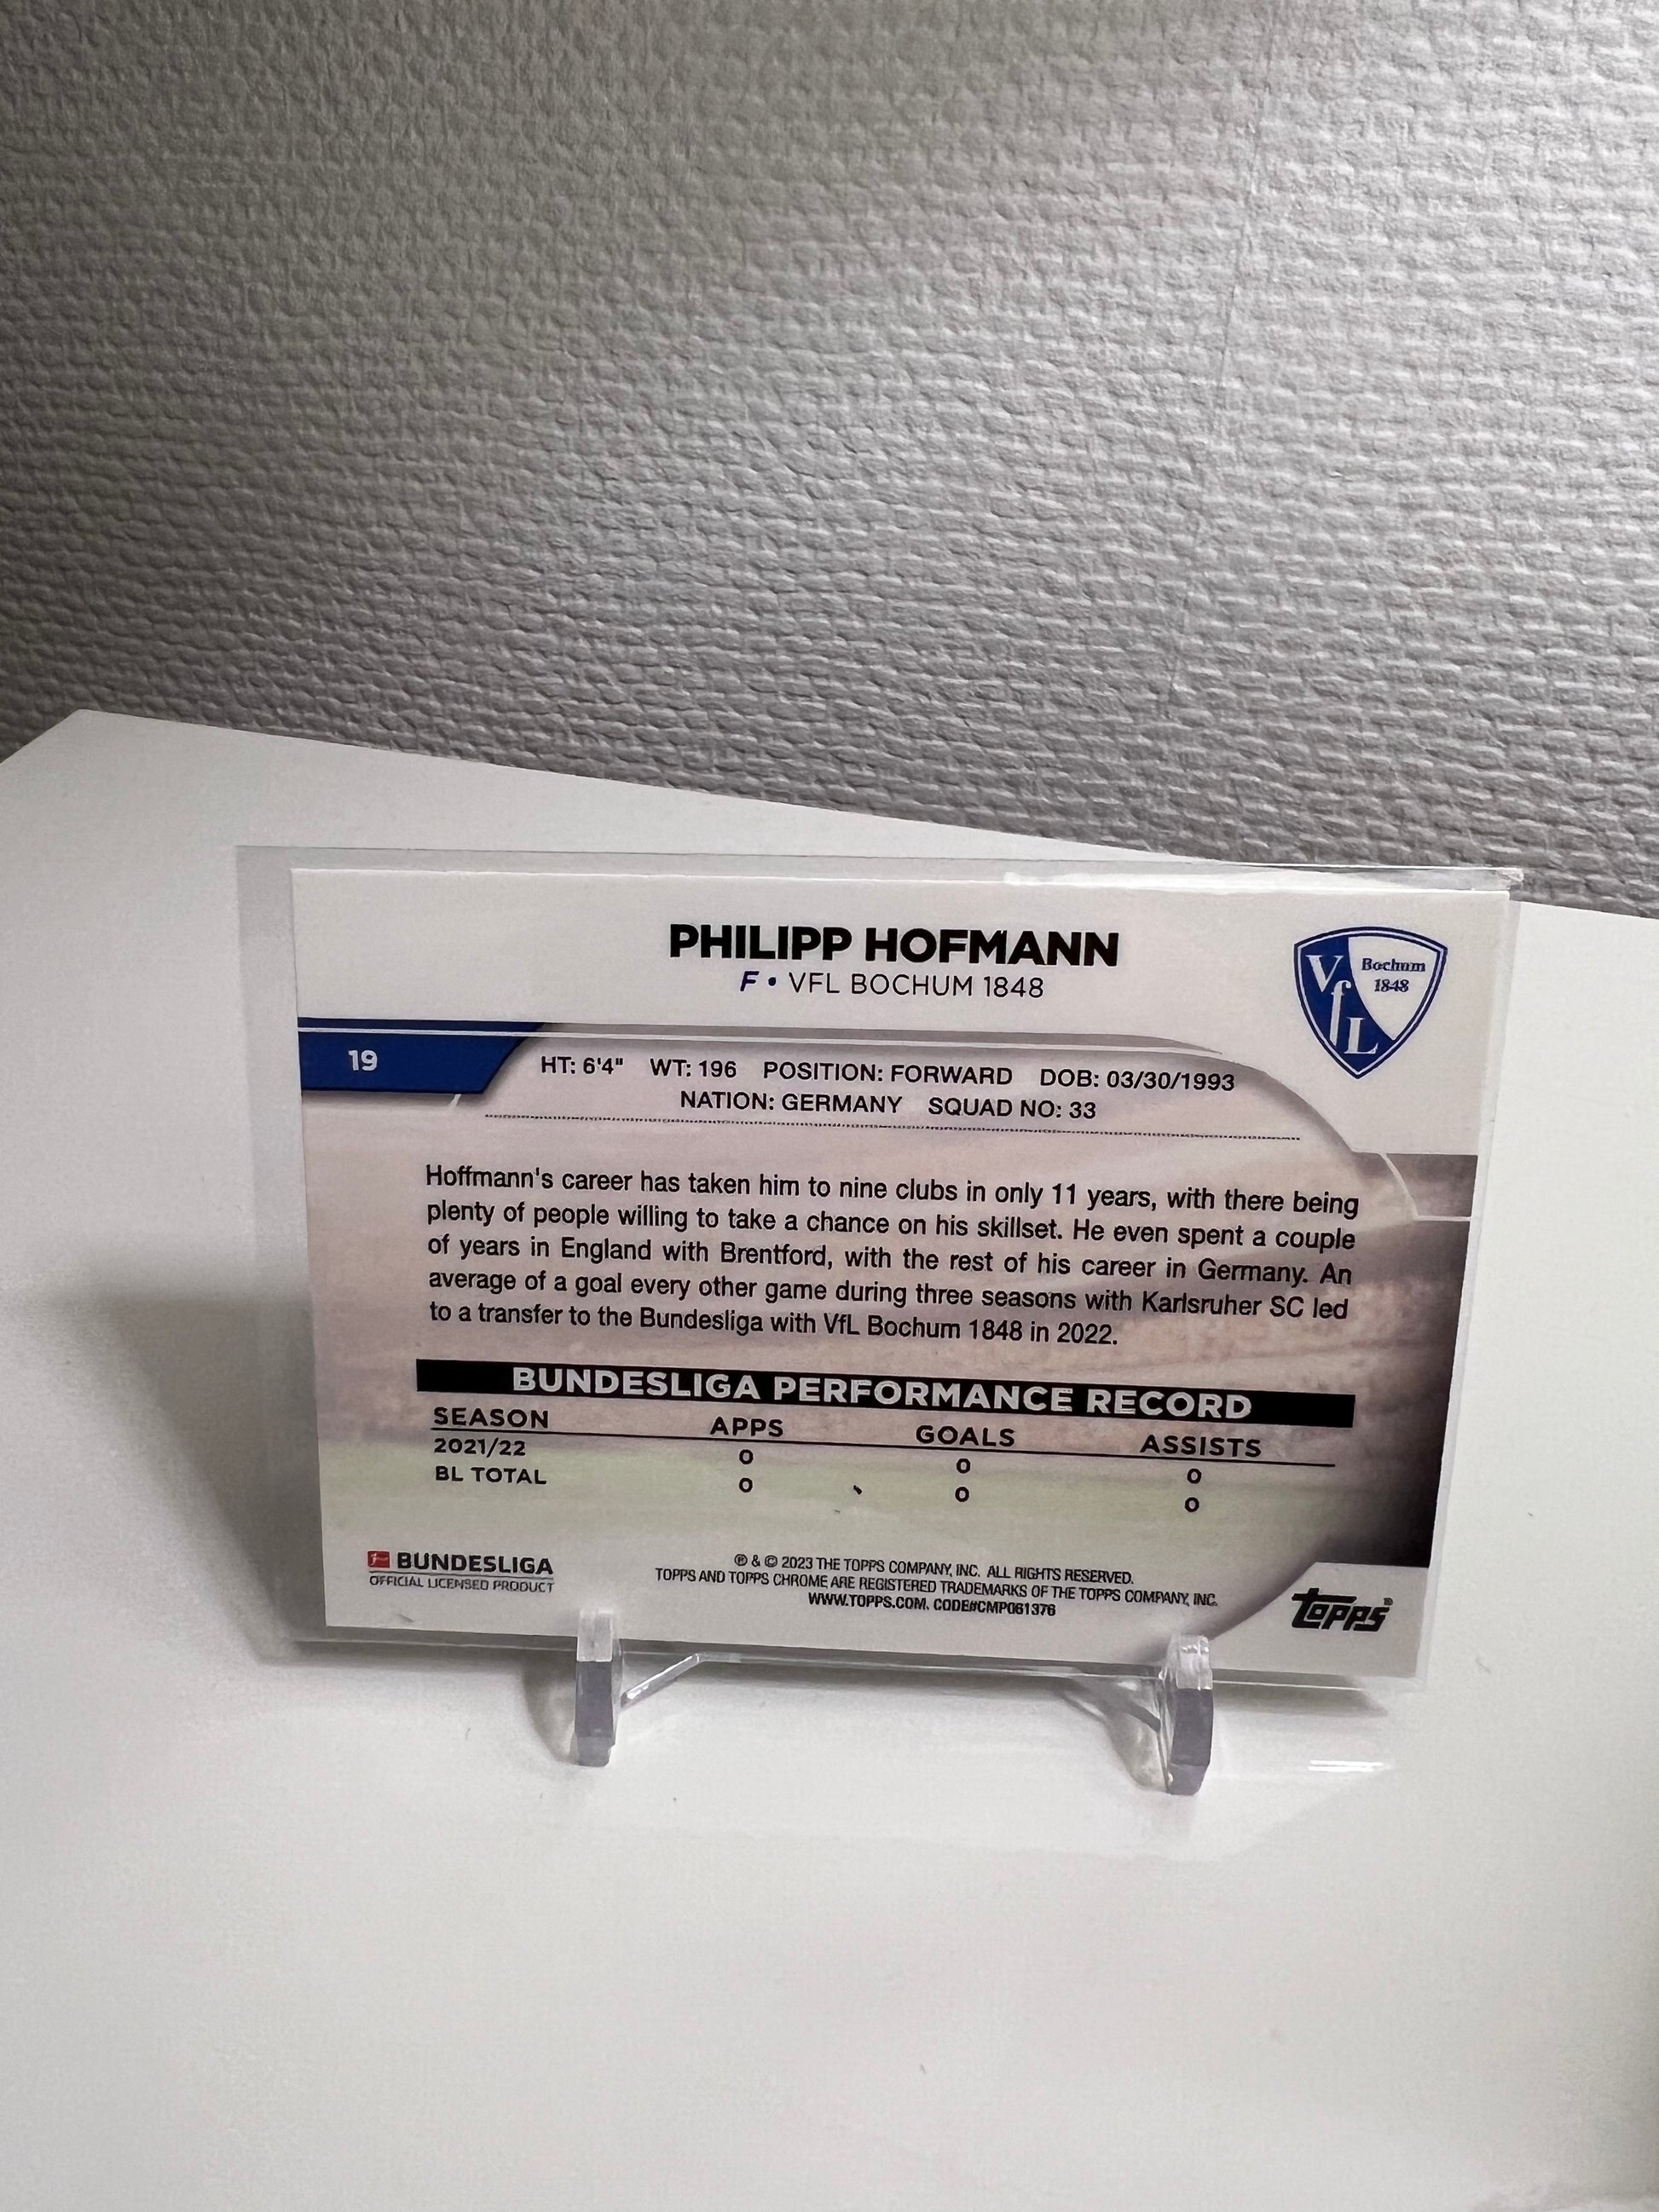 PHILIPP HOFMANN
F • VFL BOCHUM 1848
VfL Bochum 1848
19
HT: 6'4" WT: 196 POSITION: FORWARD DOB: 03/30/1993
NATION: GERMANY SQUAD NO: 33
Hoffmann's career has taken him to nine clubs in only 11 years, with there being
plenty of people willing to take a chance on his skillset. He even spent a couple
of years in England with Brentford, with the rest of his career in Germany. An
average of a goal every other game during three seasons with Karlsruher SC led
to a transfer to the Bundesliga with VfL Bochum 1848 in 2022.
BUNDESLIGA PERFORMANCE RECORD
SEASON APPS GOALS ASSISTS
2021/22 0 0 0
BL TOTAL 0 0 0
BUNDESLIGA
OFFICIAL LICENSED PRODUCT
℗ & © 2023 THE TOPPS COMPANY, INC. ALL RIGHTS RESERVED.
TOPPS AND TOPPS CHROME ARE REGISTERED TRADEMARKS OF THE TOPPS COMPANY, INC.
WWW.TOPPS.COM. CODE#CMP061376
topps®